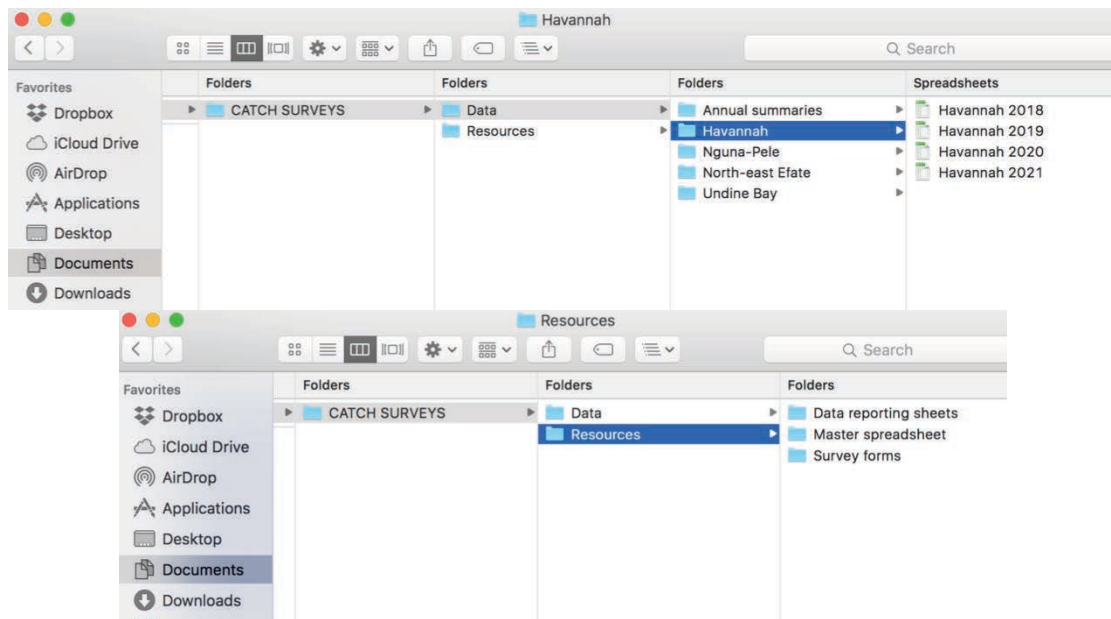 Havannah
Search
Favorites
Dropbox
iCloud Drive
AirDrop
Applications
Desktop
Documents
Downloads
Folders
CATCH SURVEYS
Folders
Data
Resources
Folders
Annual summaries
Havannah
Nguna-Pele
North-east Efate
Undine Bay
Spreadsheets
Havannah 2018
Havannah 2019
Havannah 2020
Havannah 2021
Resources
Search
Favorites
Dropbox
iCloud Drive
AirDrop
Applications
Desktop
Documents
Downloads
Folders
CATCH SURVEYS
Folders
Data
Resources
Folders
Data reporting sheets
Master spreadsheet
Survey forms